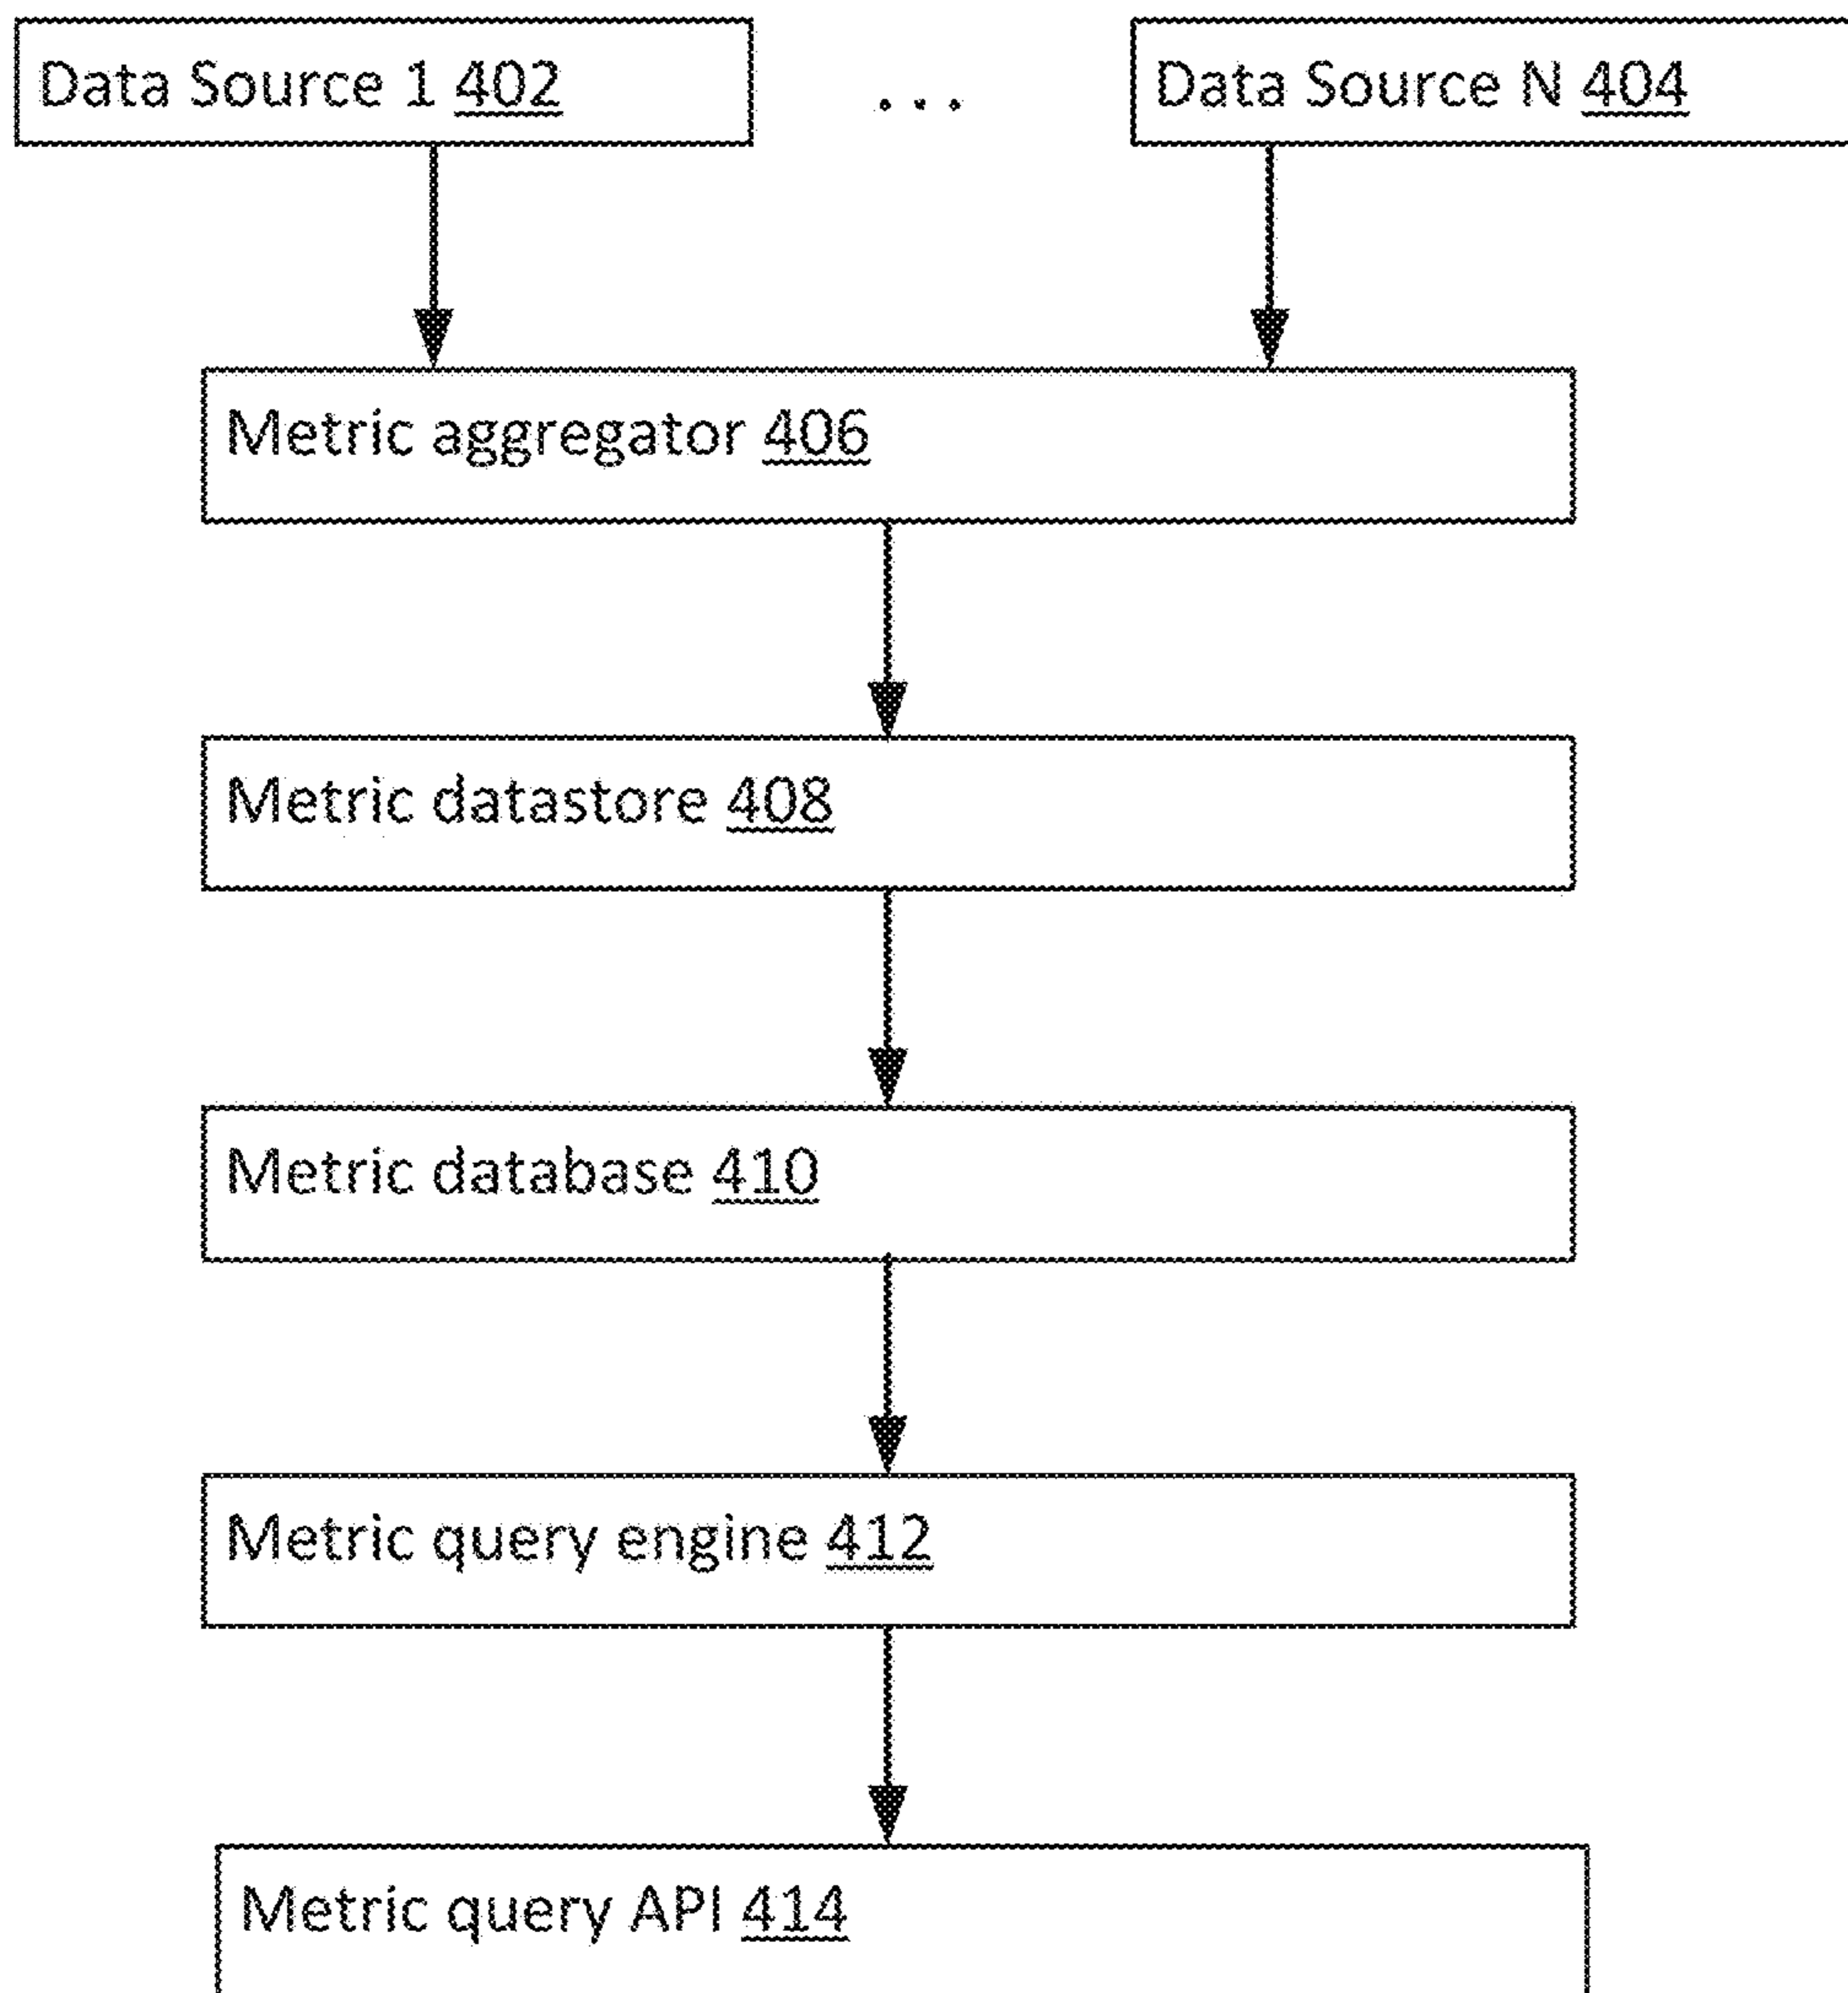 Data Source 1 402
. . .
Data Source N 404
Metric aggregator 406
Metric datastore 408
Metric database 410
Metric query engine 412
Metric query API 414